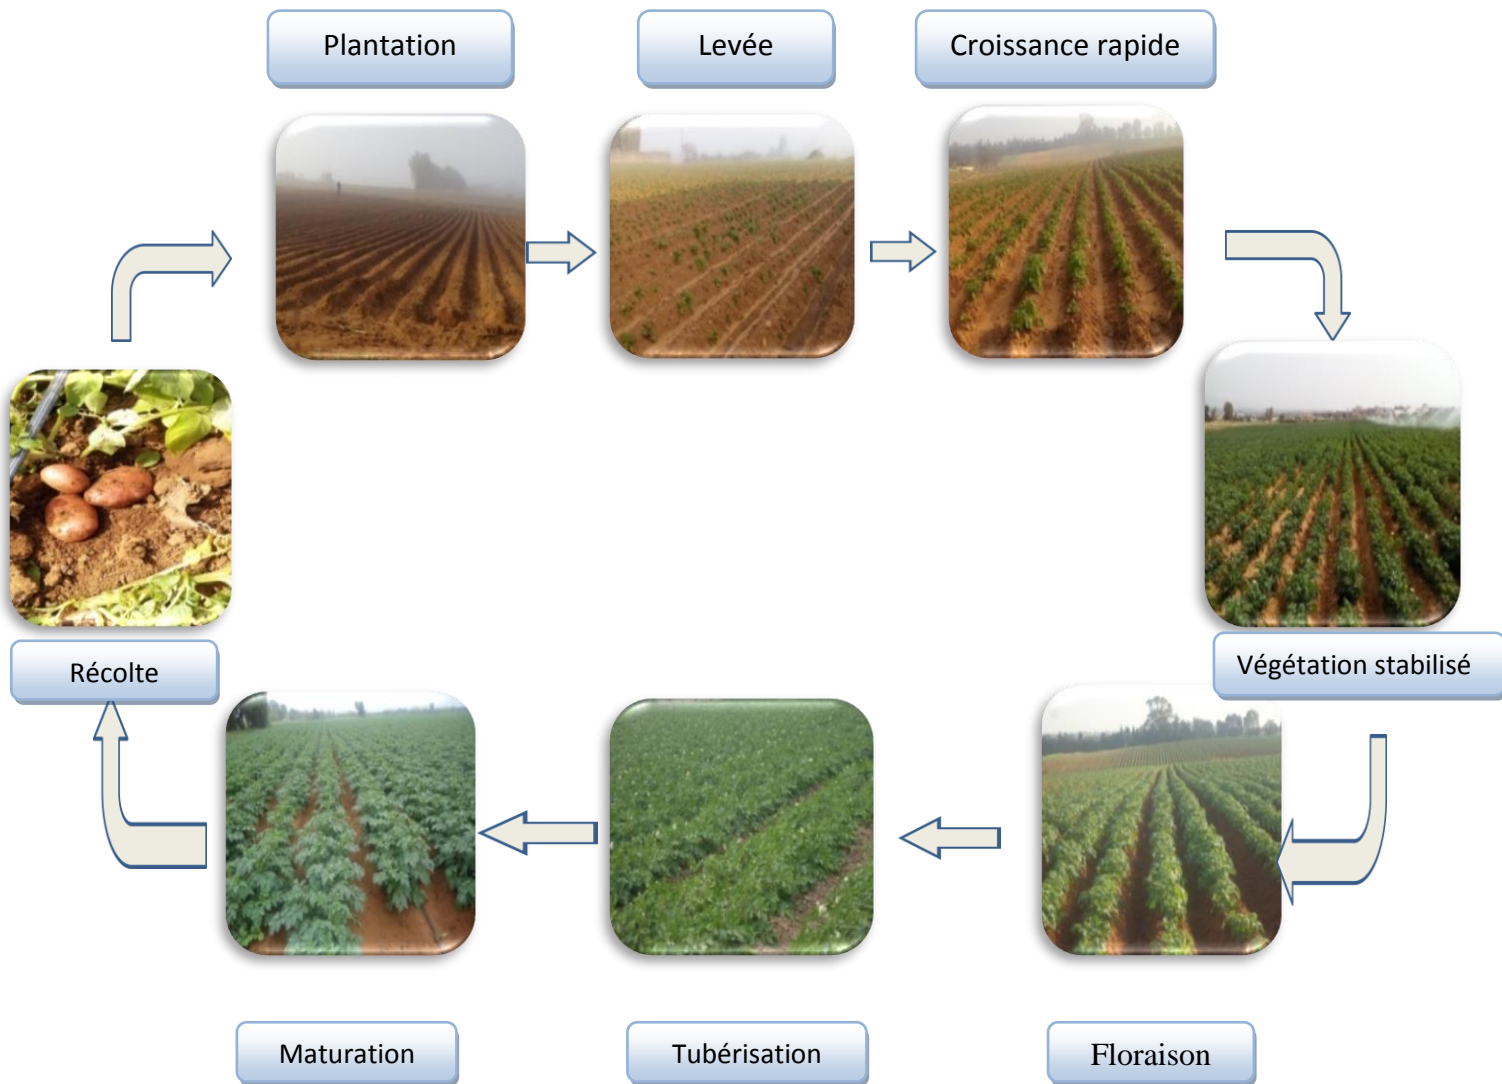 Plantation
Levée
Croissance rapide
Végétation stabilisé
Récolte
Maturation
Tubérisation
Floraison